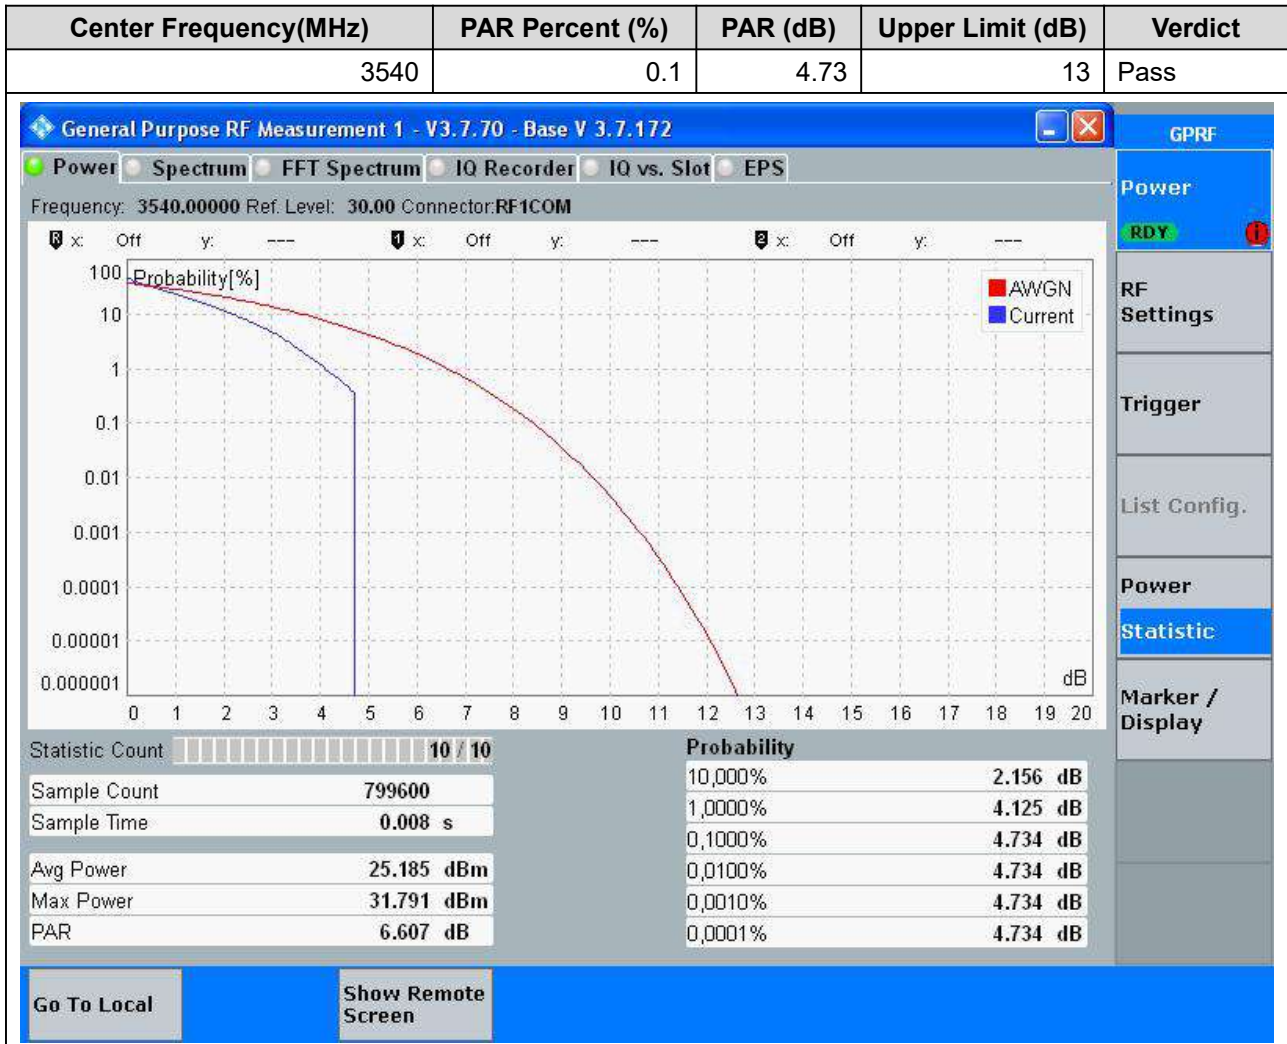 Center Frequency(MHz) PAR Percent (%) PAR (dB) Upper Limit (dB) Verdict
3540 0.1 4.73 13 Pass
General Purpose RF Measurement 1 - V3.7.70 - Base V 3.7.172
GPRF
Power Spectrum FFT Spectrum IQ Recorder IQ vs. Slot EPS
Frequency: 3540.00000 Ref. Level: 30.00 Connector:RF1COM
R x: Off y: --- 1 x: Off y: --- 2 x: Off y: ---
Probability[%]
AWGN
Current
100
10
1
0.1
0.01
0.001
0.0001
0.00001
0.000001
dB
0 1 2 3 4 5 6 7 8 9 10 11 12 13 14 15 16 17 18 19 20
Statistic Count 10 / 10
Sample Count 799600
Sample Time 0.008 s
Avg Power 25.185 dBm
Max Power 31.791 dBm
PAR 6.607 dB
Probability
10,000% 2.156 dB
1,0000% 4.125 dB
0,1000% 4.734 dB
0,0100% 4.734 dB
0,0010% 4.734 dB
0,0001% 4.734 dB
Power
RDY
RF
Settings
Trigger
List Config.
Power
Statistic
Marker /
Display
Go To Local
Show Remote
Screen